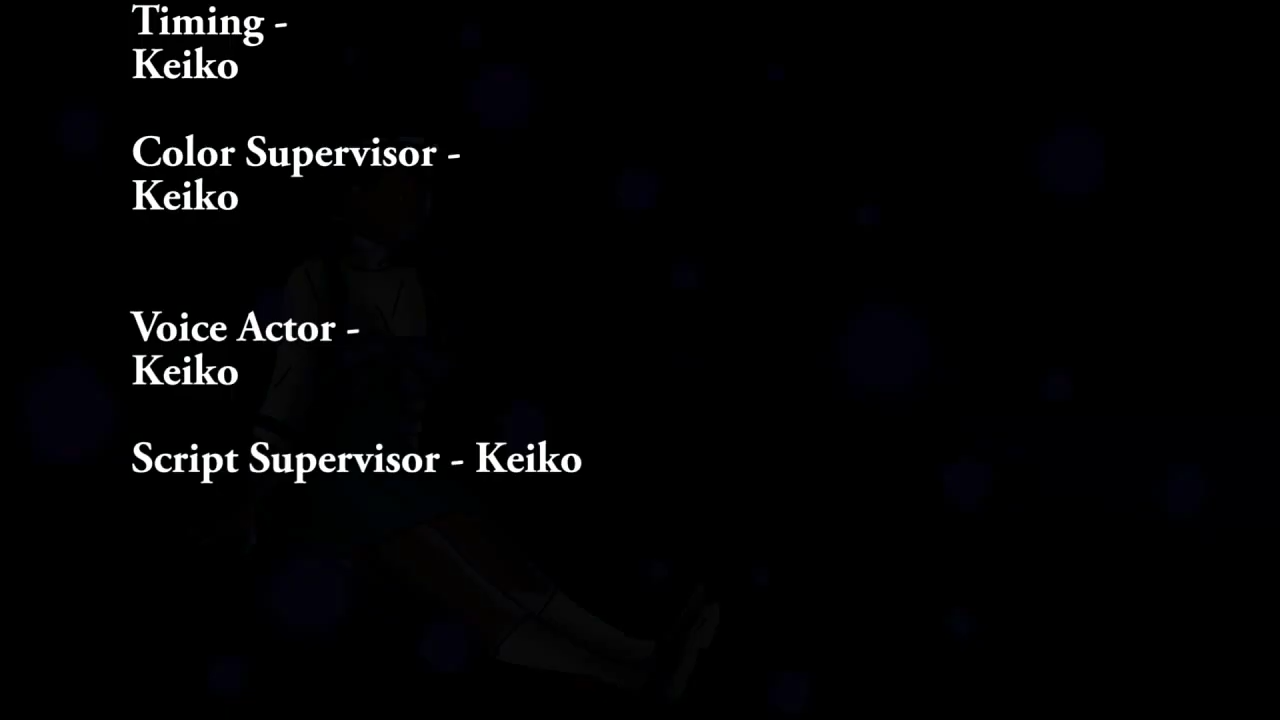 Timing -
Keiko
Color Supervisor -
Keiko
Voice Actor -
Keiko
Script Supervisor - Keiko